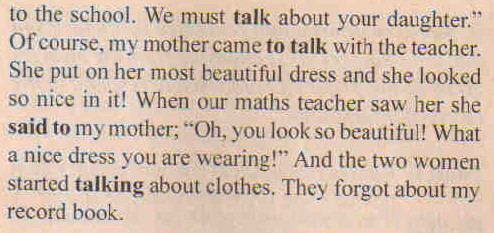 to the school. We must talk about your daughter.”
Of course, my mother came to talk with the teacher.
She put on her most beautiful dress and she looked
so nice in it! When our maths teacher saw her she
said to my mother; “Oh, you look so beautiful! What
a nice dress you are wearing!” And the two women
started talking about clothes. They forgot about my
record book.